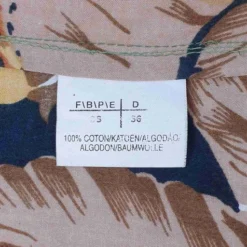 F\B\P\E D
36 36
100% COTON/KATOEN/ALGODÃO
ALGODON/BAUMWOLLE